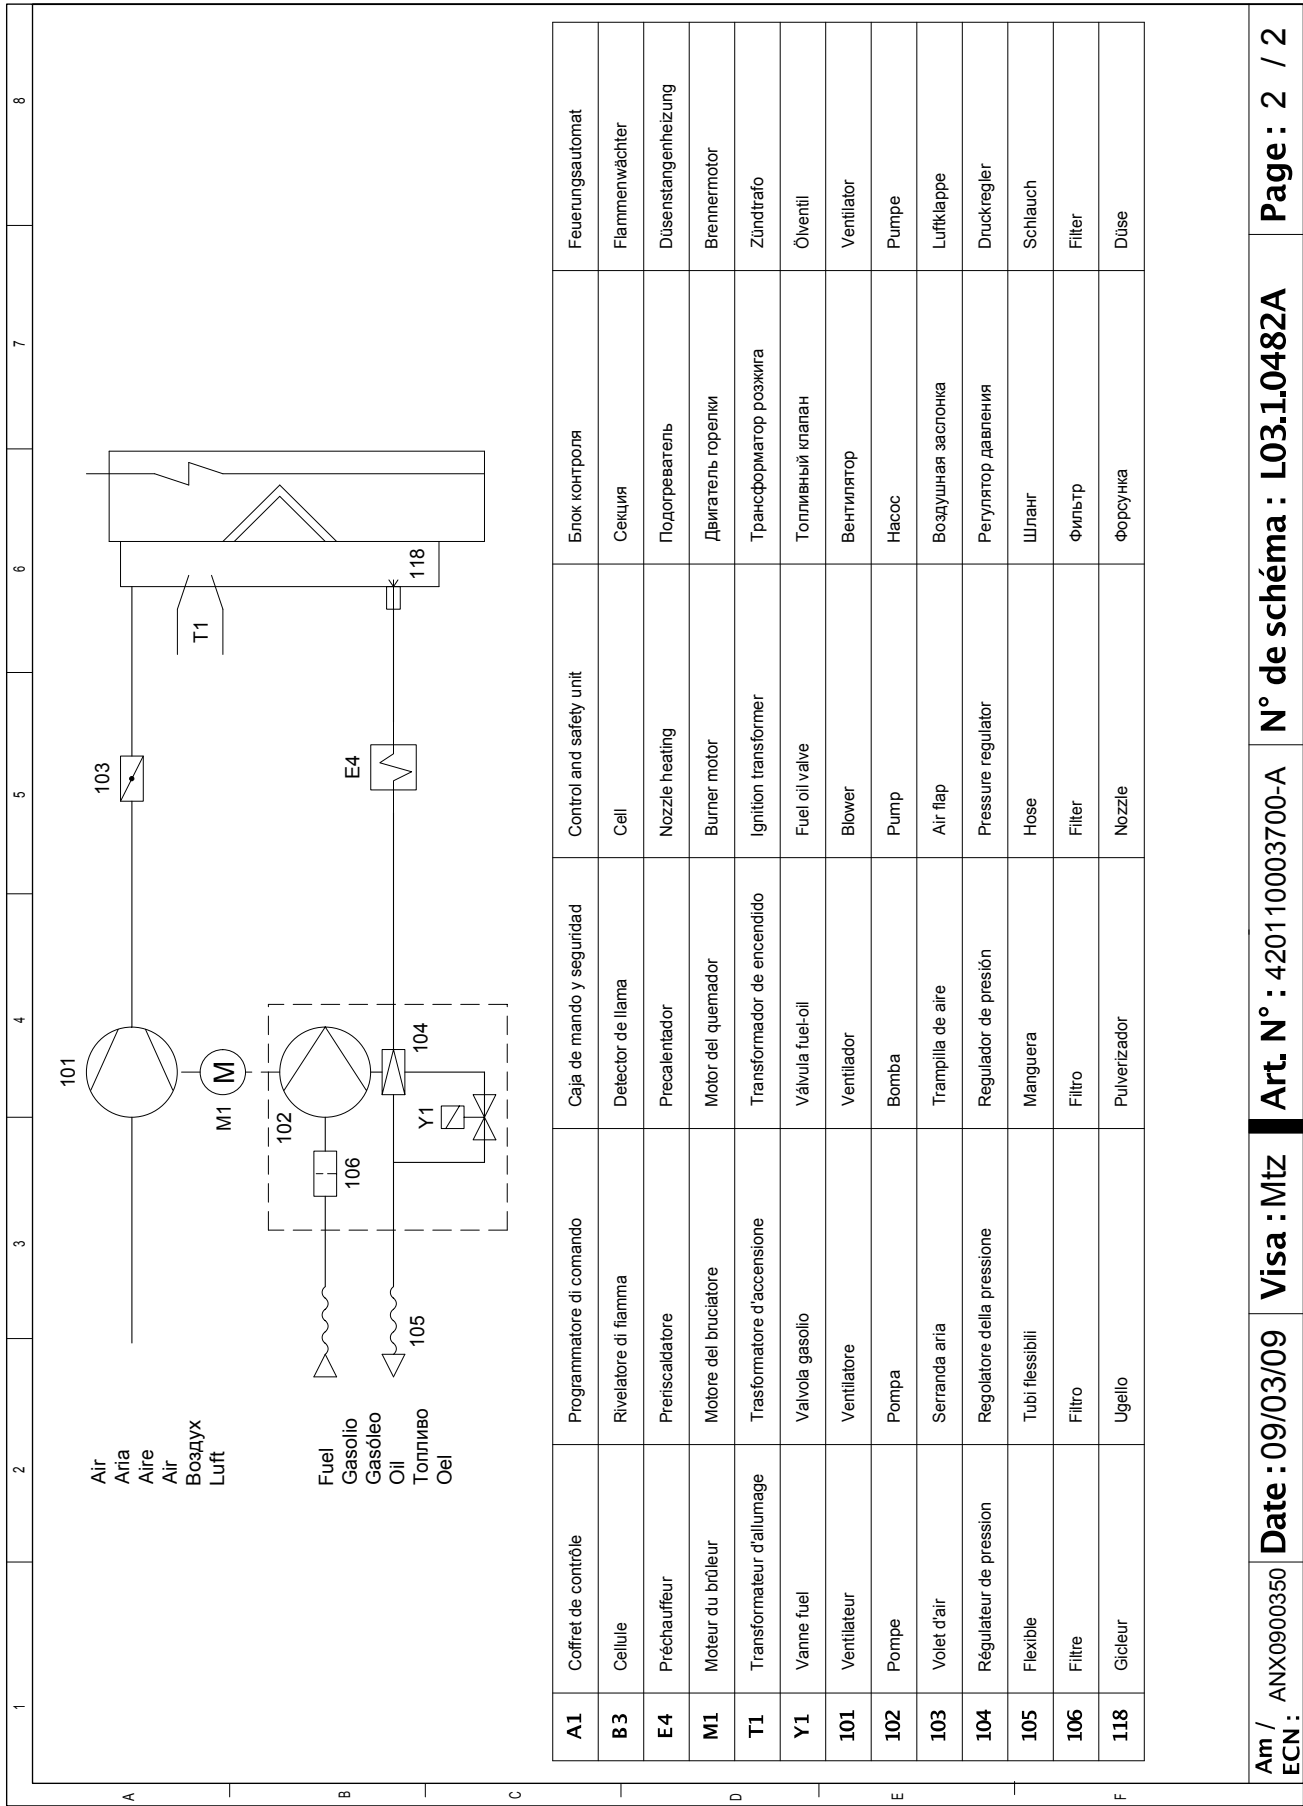 1 2 3 4 5 6 7 8
A
B
C
D
E
F
Air
Aria
Aire
Air
Воздух
Luft
Fuel
Gasolio
Gasóleo
Oil
Топливо
Oel
101
103
T1
M1
M
102
106
Y1
104
105
E4
118
A1 Coffret de contrôle Programmatore di comando Caja de mando y seguridad Control and safety unit Блок контроля Feuerungsautomat
B3 Cellule Rivelatore di fiamma Detector de llama Cell Секция Flammenwächter
E4 Préchauffeur Preriscaldatore Precalentador Nozzle heating Подогреватель Düsenstangenheizung
M1 Moteur du brûleur Motore del bruciatore Motor del quemador Burner motor Двигатель горелки Brennermotor
T1 Transformateur d'allumage Trasformatore d'accensione Transformador de encendido Ignition transformer Трансформатор розжига Zündtrafo
Y1 Vanne fuel Valvola gasolio Válvula fuel-oil Fuel oil valve Топливный клапан Ölventil
101 Ventilateur Ventilatore Ventilador Blower Вентилятор Ventilator
102 Pompe Pompa Bomba Pump Насос Pumpe
103 Volet d'air Serranda aria Trampilla de aire Air flap Воздушная заслонка Luftklappe
104 Régulateur de pression Regolatore della pressione Regulador de presión Pressure regulator Регулятор давления Druckregler
105 Flexible Tubi flessibili Manguera Hose Шланг Schlauch
106 Filtre Filtro Filtro Filter Фильтр Filter
118 Gicleur Ugello Pulverizador Nozzle Форсунка Düse
Am / ECN : ANX0900350 Date : 09/03/09 Visa : Mtz Art. N° : 420110003700-A N° de schéma : L03.1.0482A Page : 2 / 2